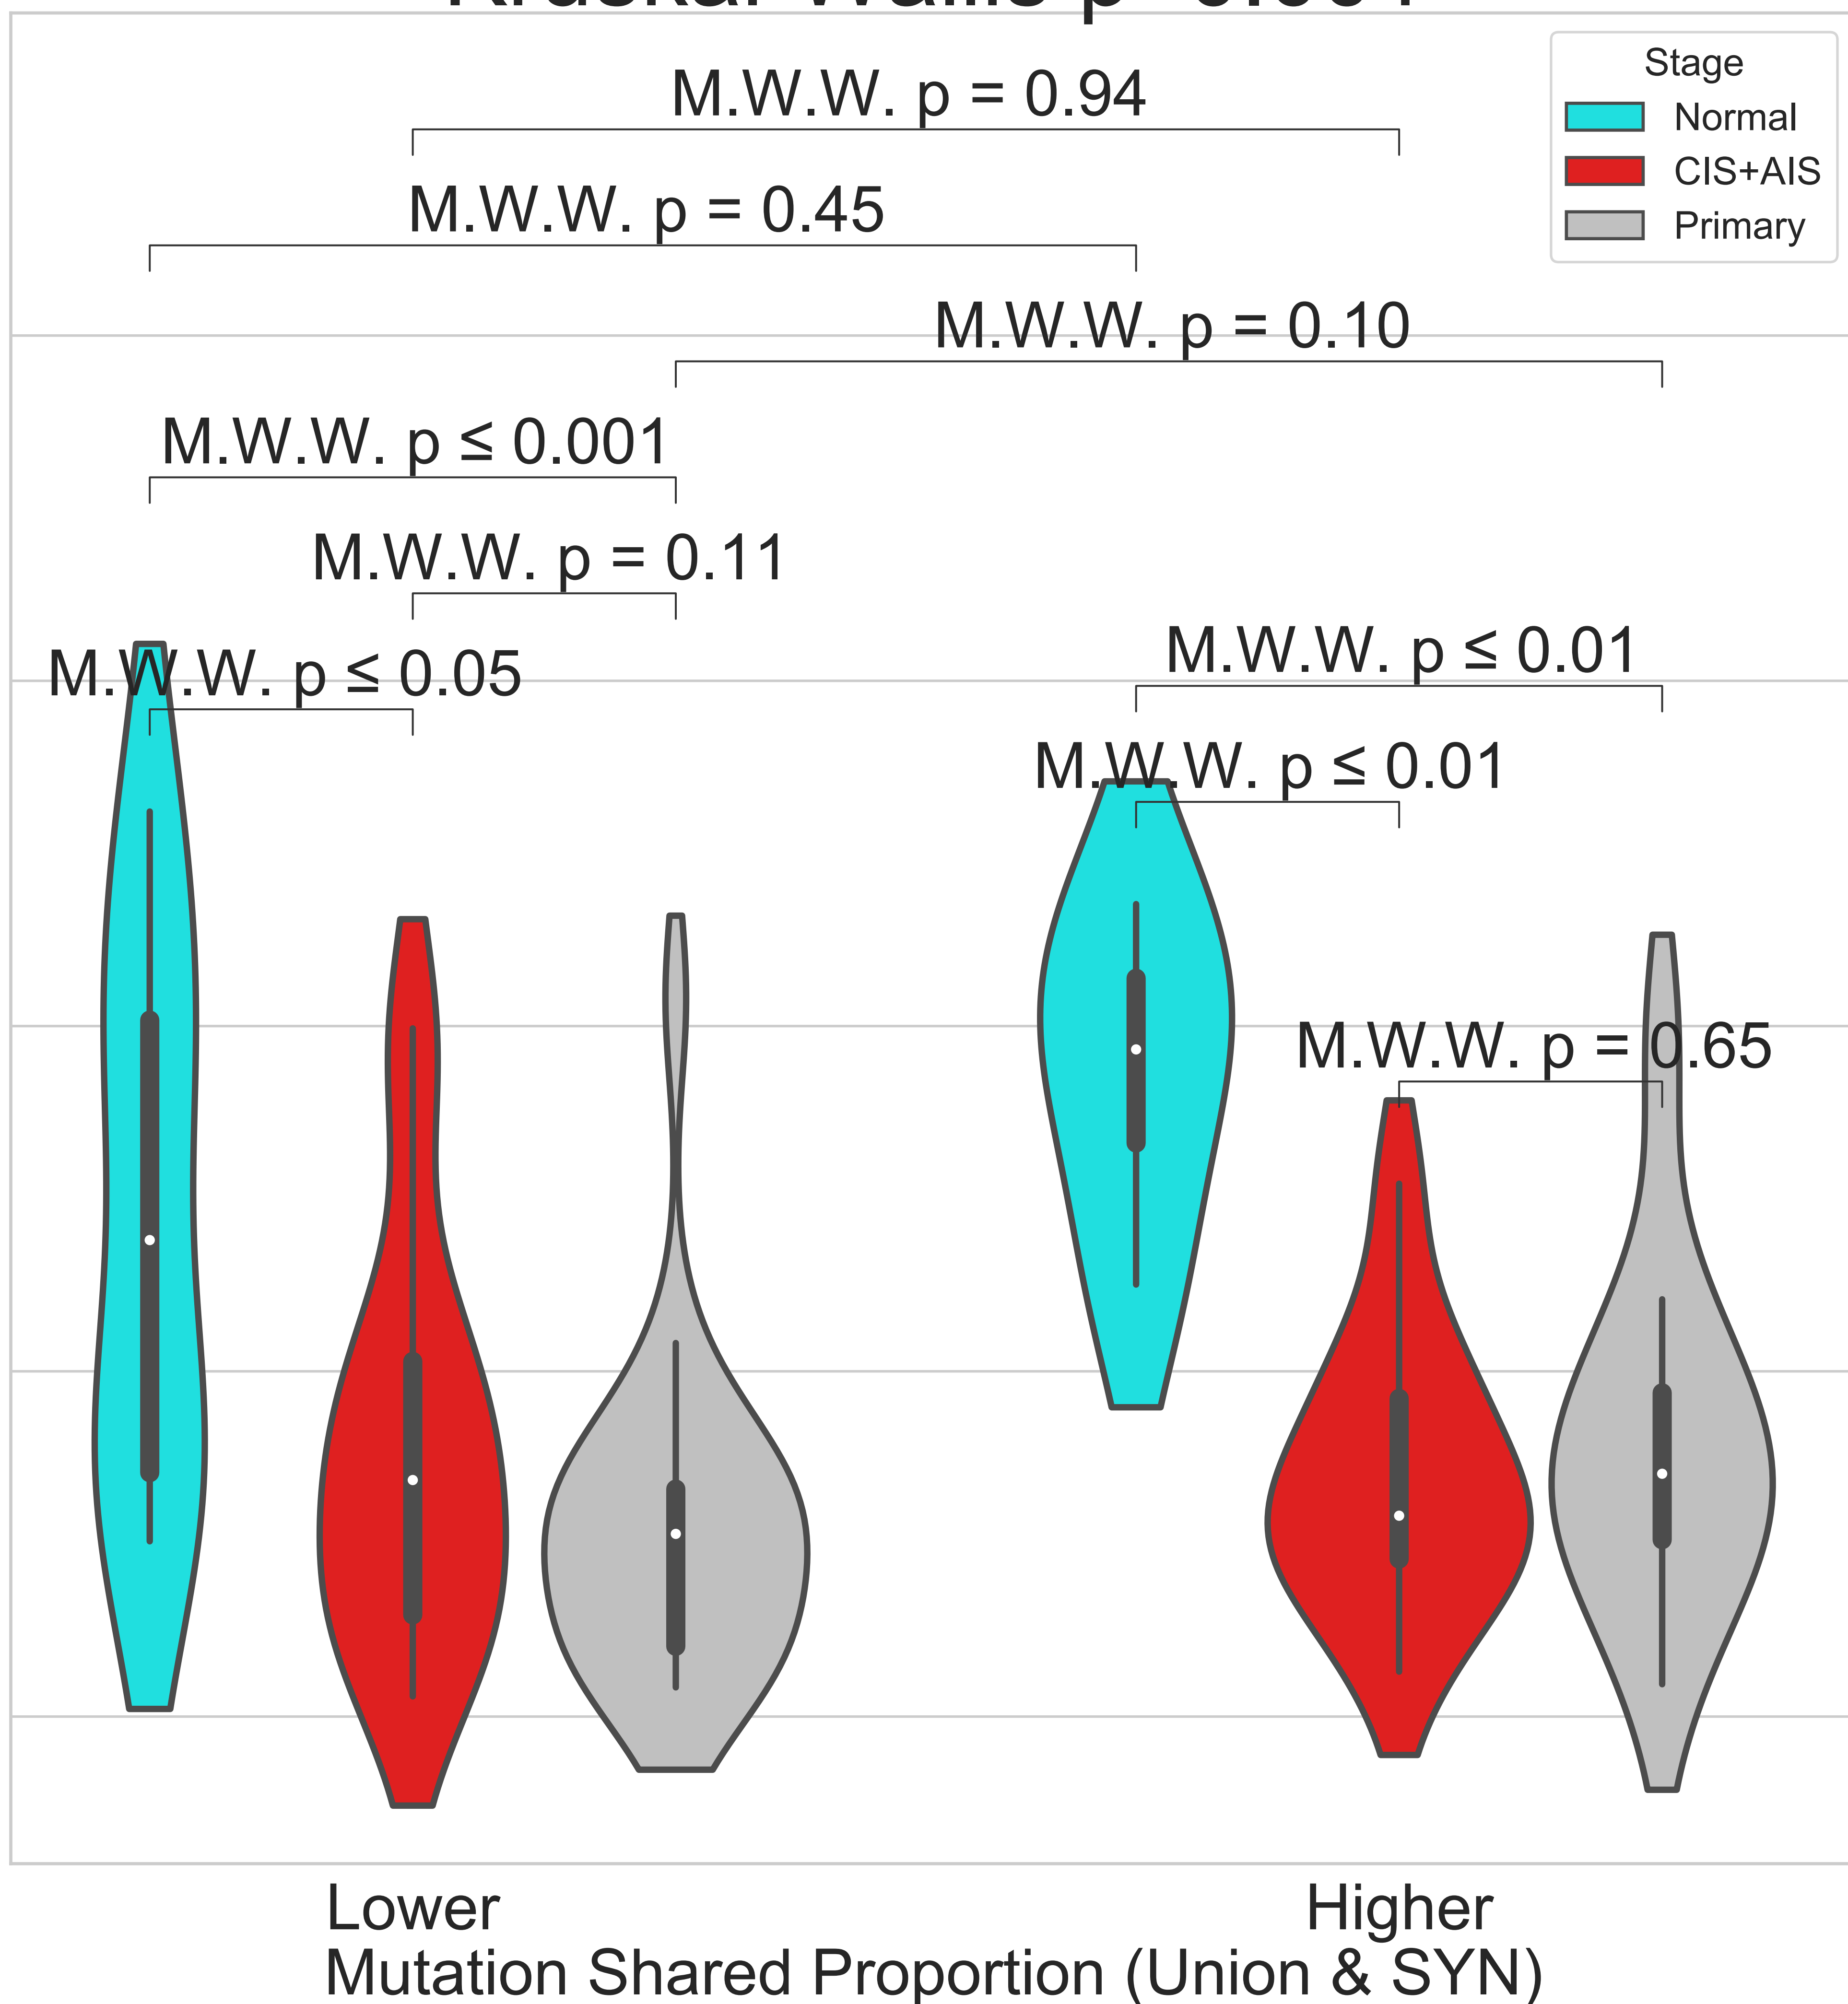 Stage
Normal
CIS+AIS
Primary
M.W.W. p = 0.94
M.W.W. p = 0.45
M.W.W. p = 0.10
M.W.W. p ≤ 0.001
M.W.W. p = 0.11
M.W.W. p ≤ 0.05
M.W.W. p ≤ 0.01
M.W.W. p ≤ 0.01
M.W.W. p = 0.65
Lower
Higher
Mutation Shared Proportion (Union & SYN)